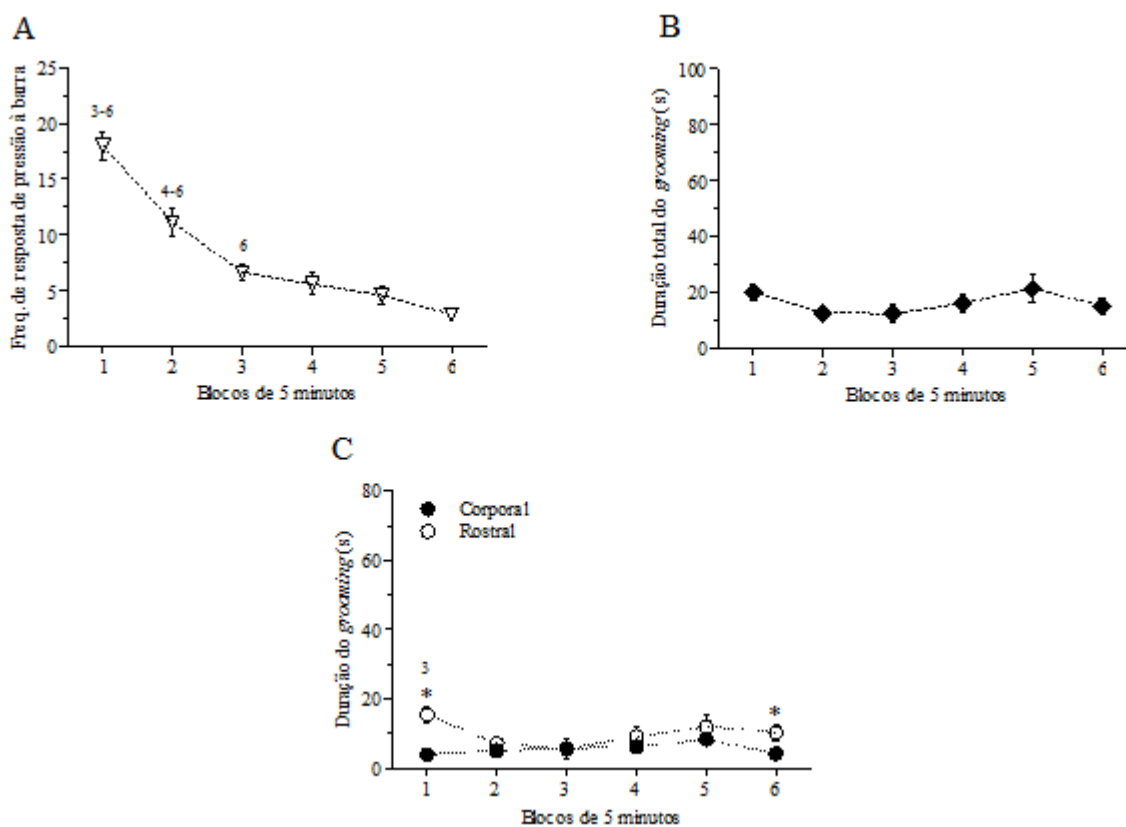 A
Freq. de resposta de pressão à barra
25
20
15
10
5
0
3-6
4-6
6
1 2 3 4 5 6
Blocos de 5 minutos
B
Duração total do grooming (s)
100
80
60
40
20
0
1 2 3 4 5 6
Blocos de 5 minutos
C
Duração do grooming (s)
80
60
40
20
0
Corporal
Rostral
3
*
*
1 2 3 4 5 6
Blocos de 5 minutos